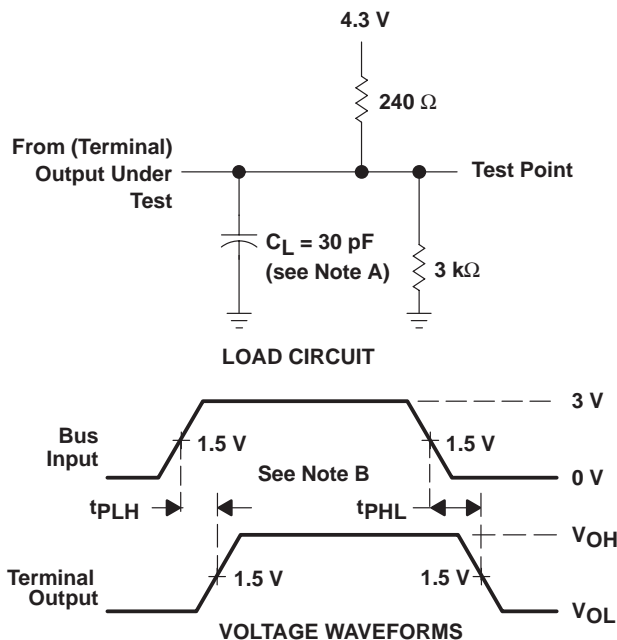 4.3 V
240 Ω
From (Terminal)
Output Under
Test
Test Point
CL = 30 pF
(see Note A)
3 kΩ
LOAD CIRCUIT
Bus
Input
1.5 V
1.5 V
3 V
0 V
See Note B
tPLH
tPHL
Terminal
Output
1.5 V
1.5 V
VOH
VOL
VOLTAGE WAVEFORMS